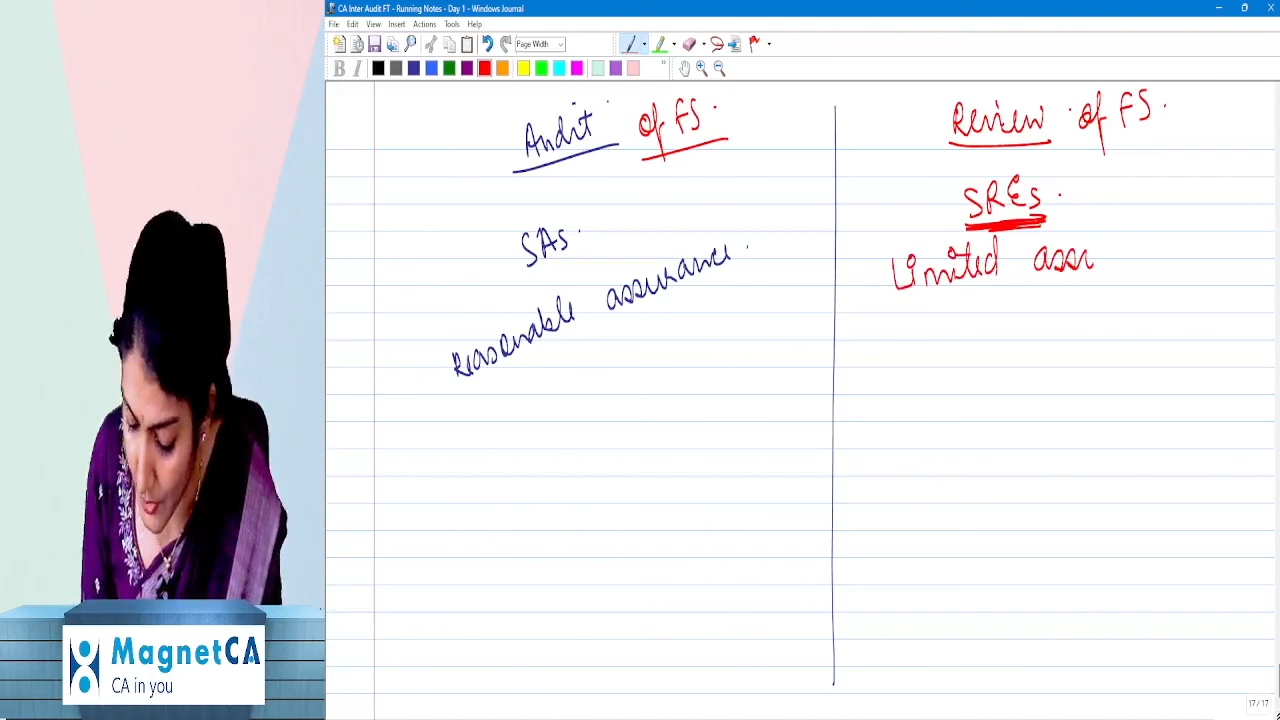 CA Inter Audit FT - Running Notes - Day 1 - Windows Journal
File Edit View Insert Actions Tools Help
Page Width
B I
Audit of FS.
SAs.
reasonable assurance.
Review of FS.
SREs.
Limited assu
MagnetCA
CA in you
17 / 17